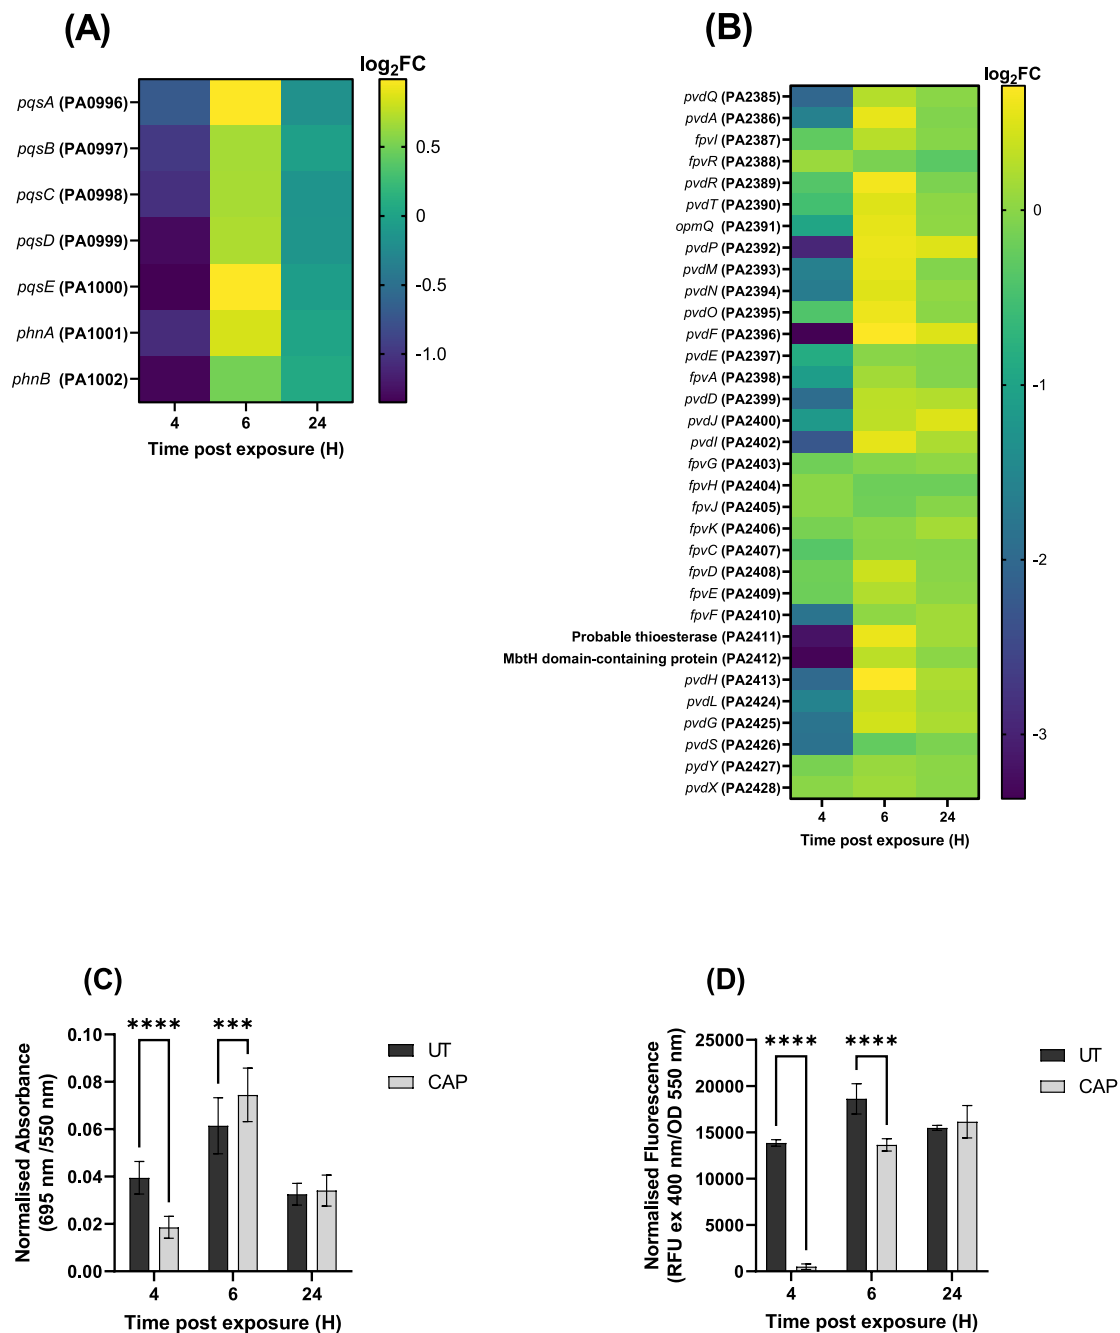 (A)
log₂FC
pqsA (PA0996)
pqsB (PA0997)
pqsC (PA0998)
pqsD (PA0999)
pqsE (PA1000)
phnA (PA1001)
phnB (PA1002)
0.5
0
-0.5
-1.0
4 6 24
Time post exposure (H)
(B)
log₂FC
pvdQ (PA2385)
pvdA (PA2386)
fpvI (PA2387)
fpvR (PA2388)
pvdR (PA2389)
pvdT (PA2390)
opmQ (PA2391)
pvdP (PA2392)
pvdM (PA2393)
pvdN (PA2394)
pvdO (PA2395)
pvdF (PA2396)
pvdE (PA2397)
fpvA (PA2398)
pvdD (PA2399)
pvdJ (PA2400)
pvdI (PA2402)
fpvG (PA2403)
fpvH (PA2404)
fpvJ (PA2405)
fpvK (PA2406)
fpvC (PA2407)
fpvD (PA2408)
fpvE (PA2409)
fpvF (PA2410)
Probable thioesterase (PA2411)
MbtH domain-containing protein (PA2412)
pvdH (PA2413)
pvdL (PA2424)
pvdG (PA2425)
pvdS (PA2426)
pydY (PA2427)
pvdX (PA2428)
0
-1
-2
-3
4 6 24
Time post exposure (H)
(C)
Normalised Absorbance
(695 nm /550 nm)
0.10
0.08
0.06
0.04
0.02
0.00
**** ***
UT
CAP
4 6 24
Time post exposure (H)
(D)
Normalised Fluorescence
(RFU ex 400 nm/OD 550 nm)
25000
20000
15000
10000
5000
0
**** ****
UT
CAP
4 6 24
Time post exposure (H)